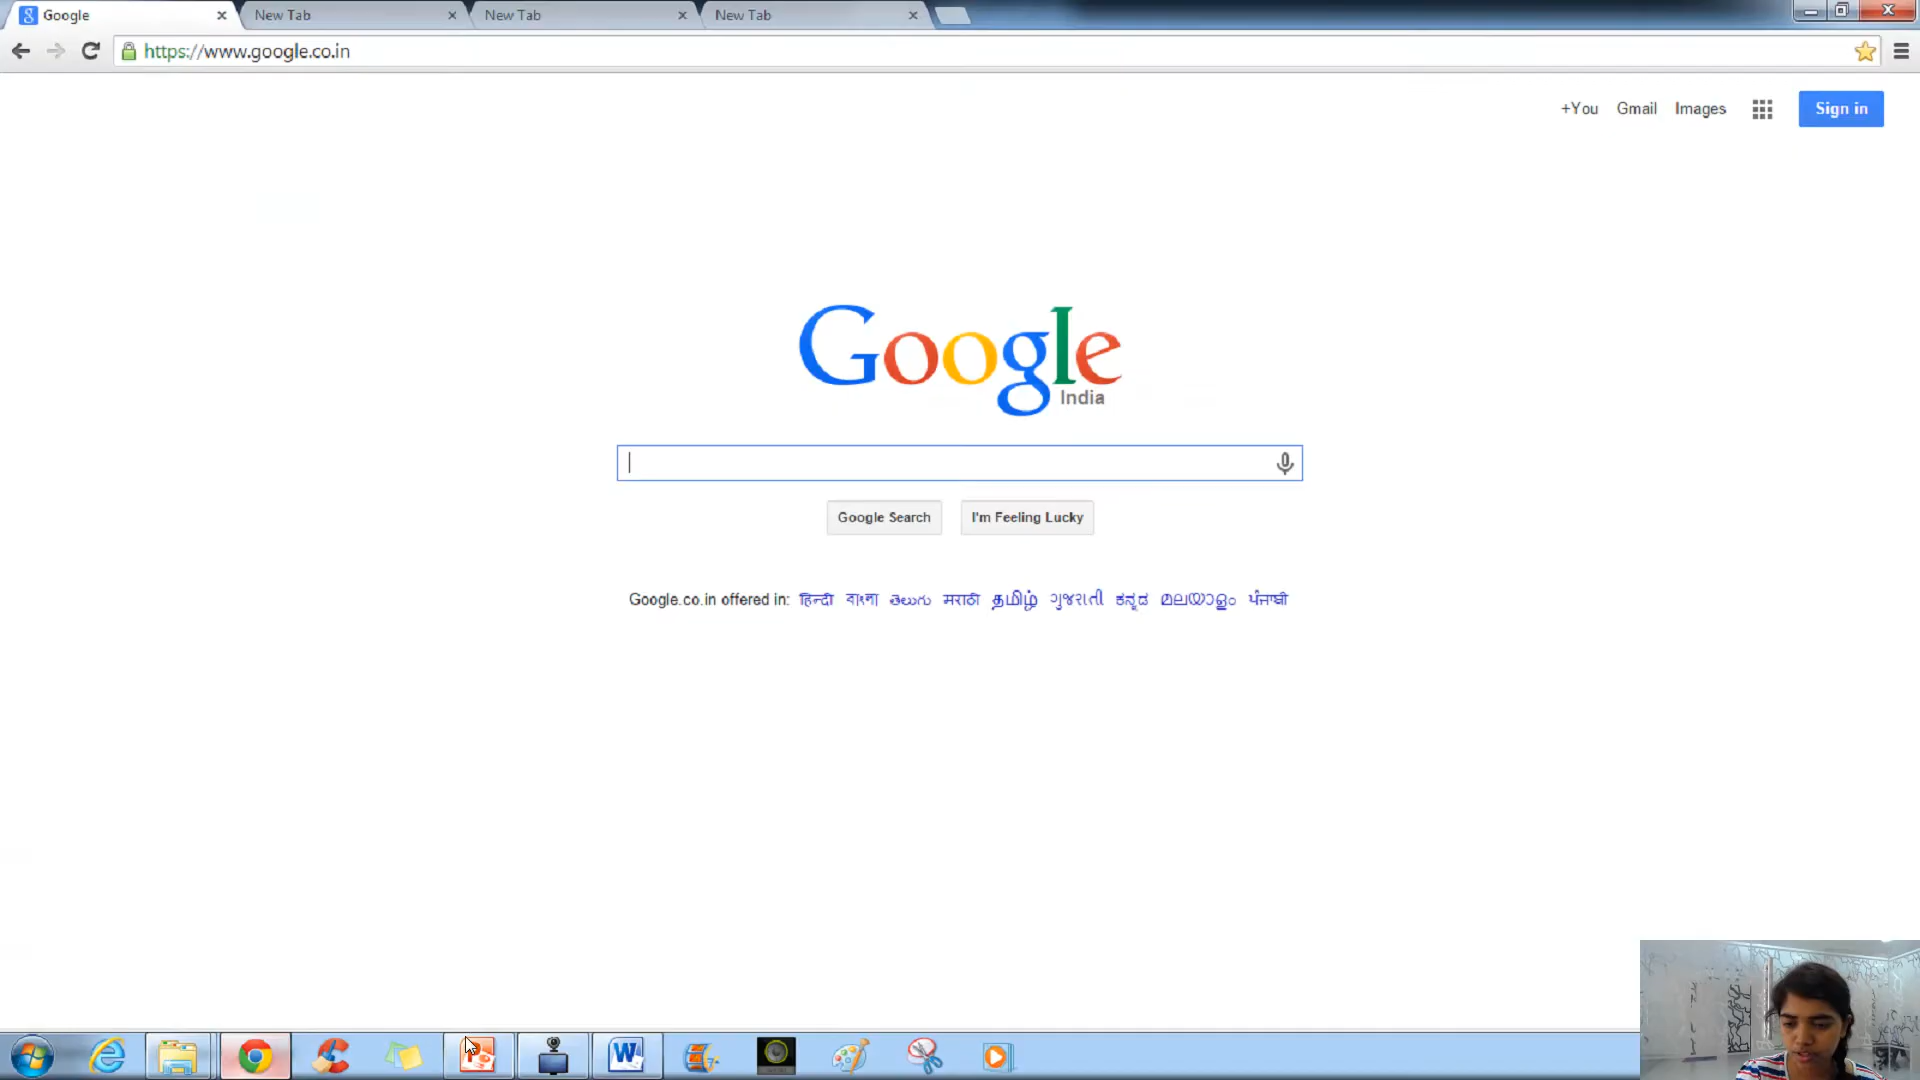 Google
New Tab
New Tab
New Tab
https://www.google.co.in
+You Gmail Images Sign in
Google
India
Google Search I'm Feeling Lucky
Google.co.in offered in: हिन्दी বাংলা తెలుగు मराठी தமிழ் ગુજરાતી ಕನ್ನಡ മലയാളം ਪੰਜਾਬੀ